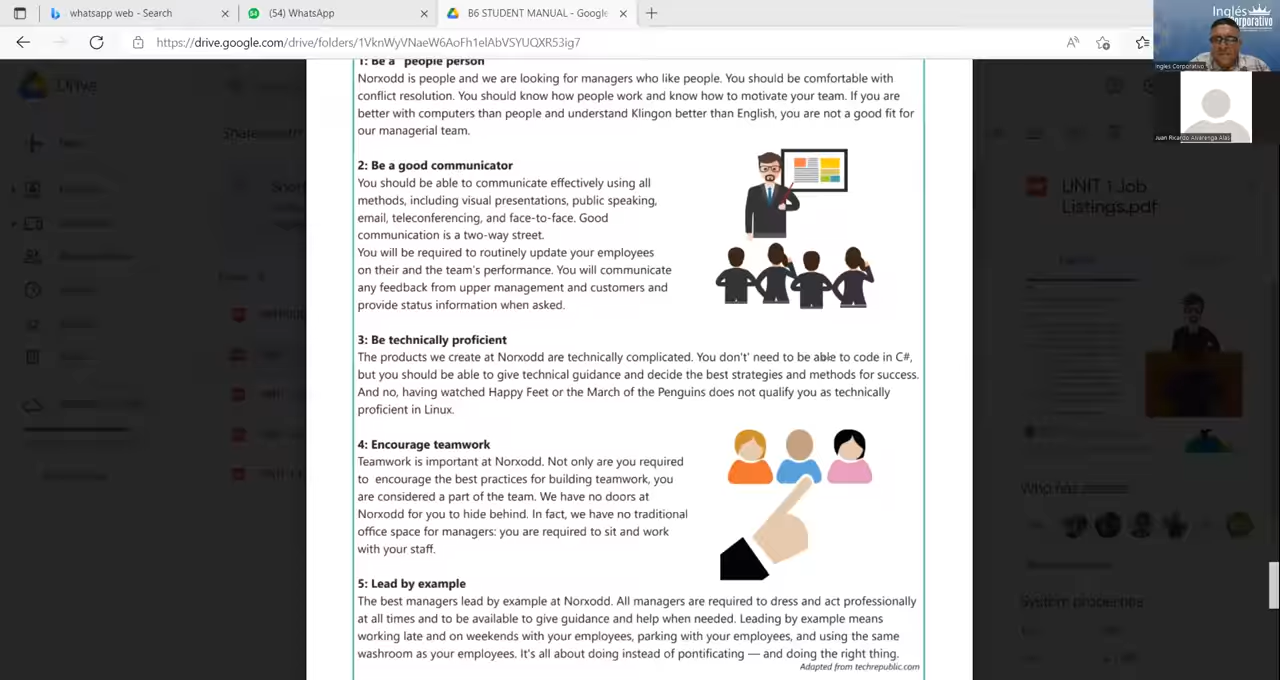 whatsapp web - Search
(54) WhatsApp
B6 STUDENT MANUAL - Google
https://drive.google.com/drive/folders/1VknWyVNaeW6AoFh1elAbVSYUQXR53ig7
Inglés
Corporativo
Ingles Corporativo
Juan Ricardo Alvarenga Alas
Drive
UNIT 1 Job
Listings.pdf
Who has
System properties
1: Be a "people person
Norxodd is people and we are looking for managers who like people. You should be comfortable with
conflict resolution. You should know how people work and know how to motivate your team. If you are
better with computers than people and understand Klingon better than English, you are not a good fit for
our managerial team.
2: Be a good communicator
You should be able to communicate effectively using all
methods, including visual presentations, public speaking,
email, teleconferencing, and face-to-face. Good
communication is a two-way street.
You will be required to routinely update your employees
on their and the team's performance. You will communicate
any feedback from upper management and customers and
provide status information when asked.
3: Be technically proficient
The products we create at Norxodd are technically complicated. You don't' need to be able to code in C#,
but you should be able to give technical guidance and decide the best strategies and methods for success.
And no, having watched Happy Feet or the March of the Penguins does not qualify you as technically
proficient in Linux.
4: Encourage teamwork
Teamwork is important at Norxodd. Not only are you required
to encourage the best practices for building teamwork, you
are considered a part of the team. We have no doors at
Norxodd for you to hide behind. In fact, we have no traditional
office space for managers: you are required to sit and work
with your staff.
5: Lead by example
The best managers lead by example at Norxodd. All managers are required to dress and act professionally
at all times and to be available to give guidance and help when needed. Leading by example means
working late and on weekends with your employees, parking with your employees, and using the same
washroom as your employees. It's all about doing instead of pontificating — and doing the right thing.
Adapted from techrepublic.com